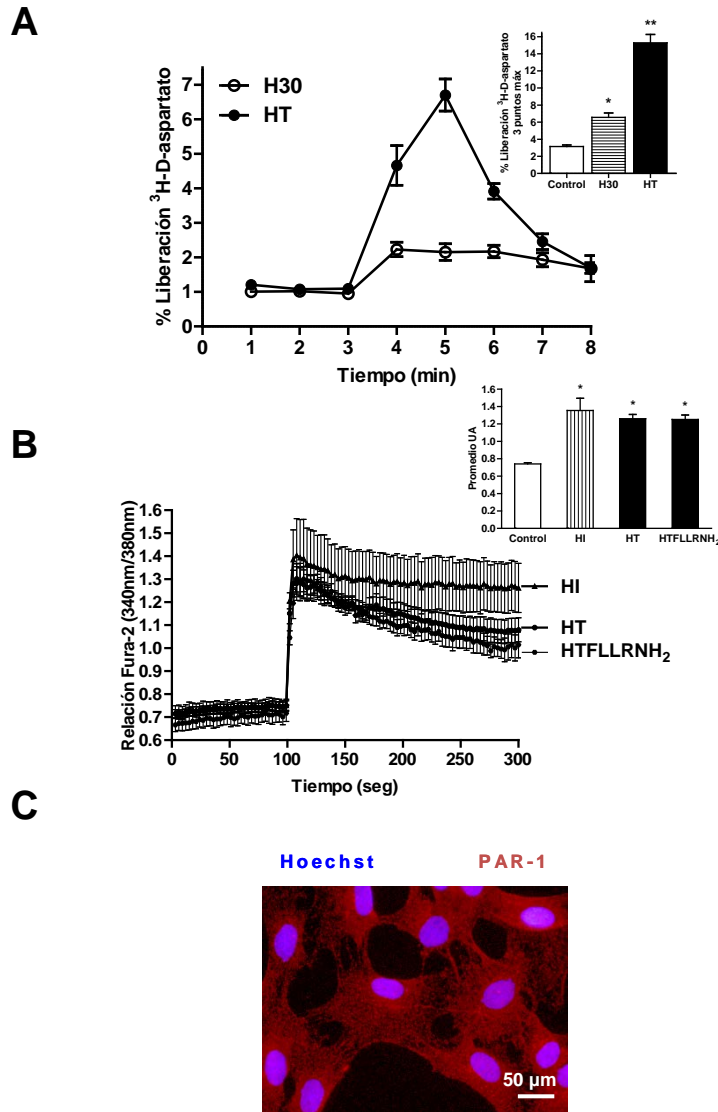 A
H30
HT
% Liberación ³H-D-aspartato
7
6
5
4
3
2
1
0
0
1
2
3
4
5
6
7
8
Tiempo (min)
% Liberación ³H-D-aspartato
3 puntos máx
16
14
12
10
8
6
4
2
0
*
**
Control
H30
HT
B
Relación Fura-2 (340nm/380nm)
1.6
1.5
1.4
1.3
1.2
1.1
1.0
0.9
0.8
0.7
0.6
0
50
100
150
200
250
300
Tiempo (seg)
HI
HT
HTFLLRNH₂
Promedio UA
1.6
1.4
1.2
1.0
0.8
0.6
0.4
0.2
0.0
*
*
*
Control
HI
HT
HTFLLRNH₂
C
Hoechst
PAR-1
50 µm